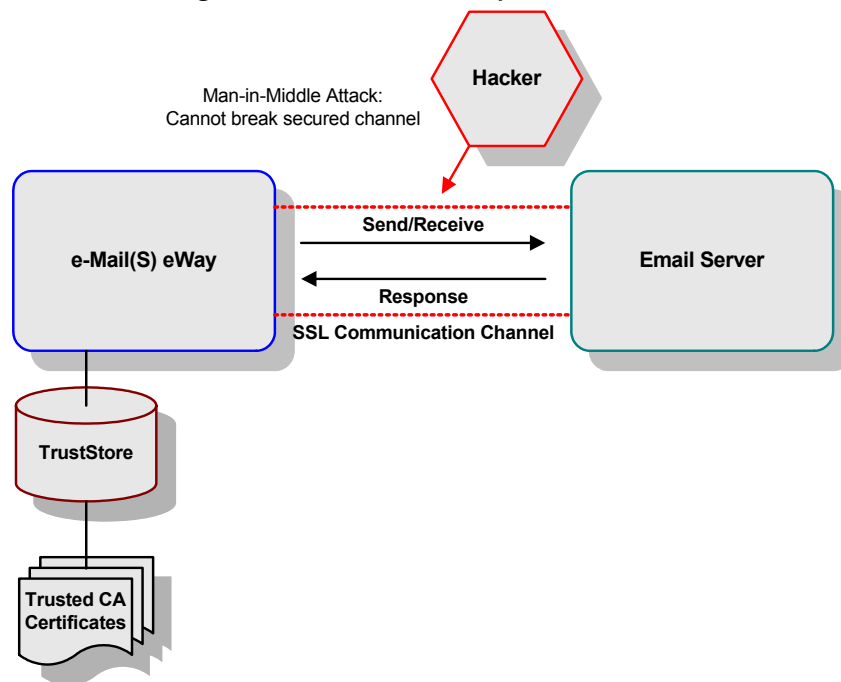 Hacker
Man-in-Middle Attack:
Cannot break secured channel
Send/Receive
e-Mail(S) eWay
Email Server
Response
SSL Communication Channel
TrustStore
Trusted CA
Certificates